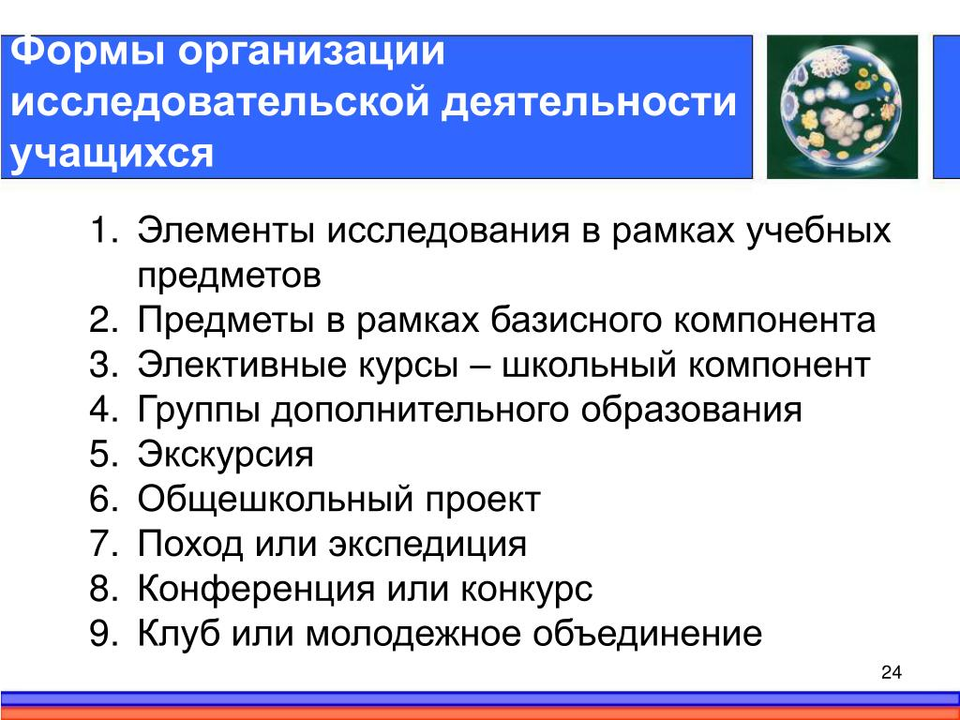 Формы организации
исследовательской деятельности
учащихся
1. Элементы исследования в рамках учебных
предметов
2. Предметы в рамках базисного компонента
3. Элективные курсы – школьный компонент
4. Группы дополнительного образования
5. Экскурсия
6. Общешкольный проект
7. Поход или экспедиция
8. Конференция или конкурс
9. Клуб или молодежное объединение
24